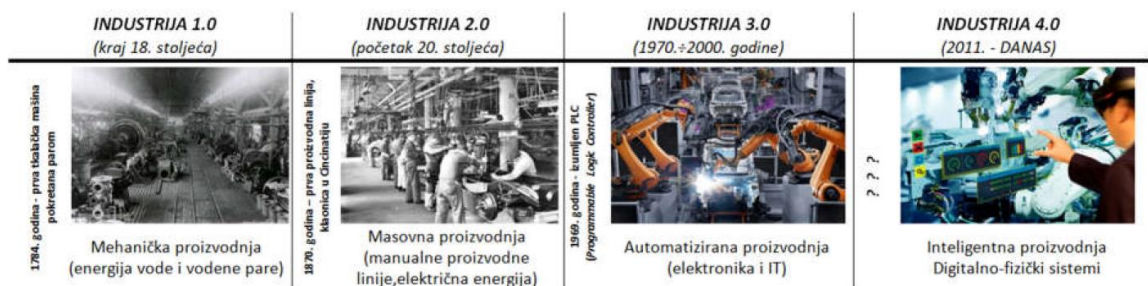 INDUSTRIJA 1.0
(kraj 18. stoljeća)
1784. godina - prva tkalačka mašina
pokretana parom
Mehanička proizvodnja
(energija vode i vodene pare)
INDUSTRIJA 2.0
(početak 20. stoljeća)
1870. godina – prva proizvodna linija,
klaonica u Cincinatiju
Masovna proizvodnja
(manualne proizvodne
linije,električna energija)
INDUSTRIJA 3.0
(1970.÷2000. godine)
1969. godina - izumljen PLC
(Programmable Logic Controller)
Automatizirana proizvodnja
(elektronika i IT)
INDUSTRIJA 4.0
(2011. - DANAS)
? ? ?
Inteligentna proizvodnja
Digitalno-fizički sistemi